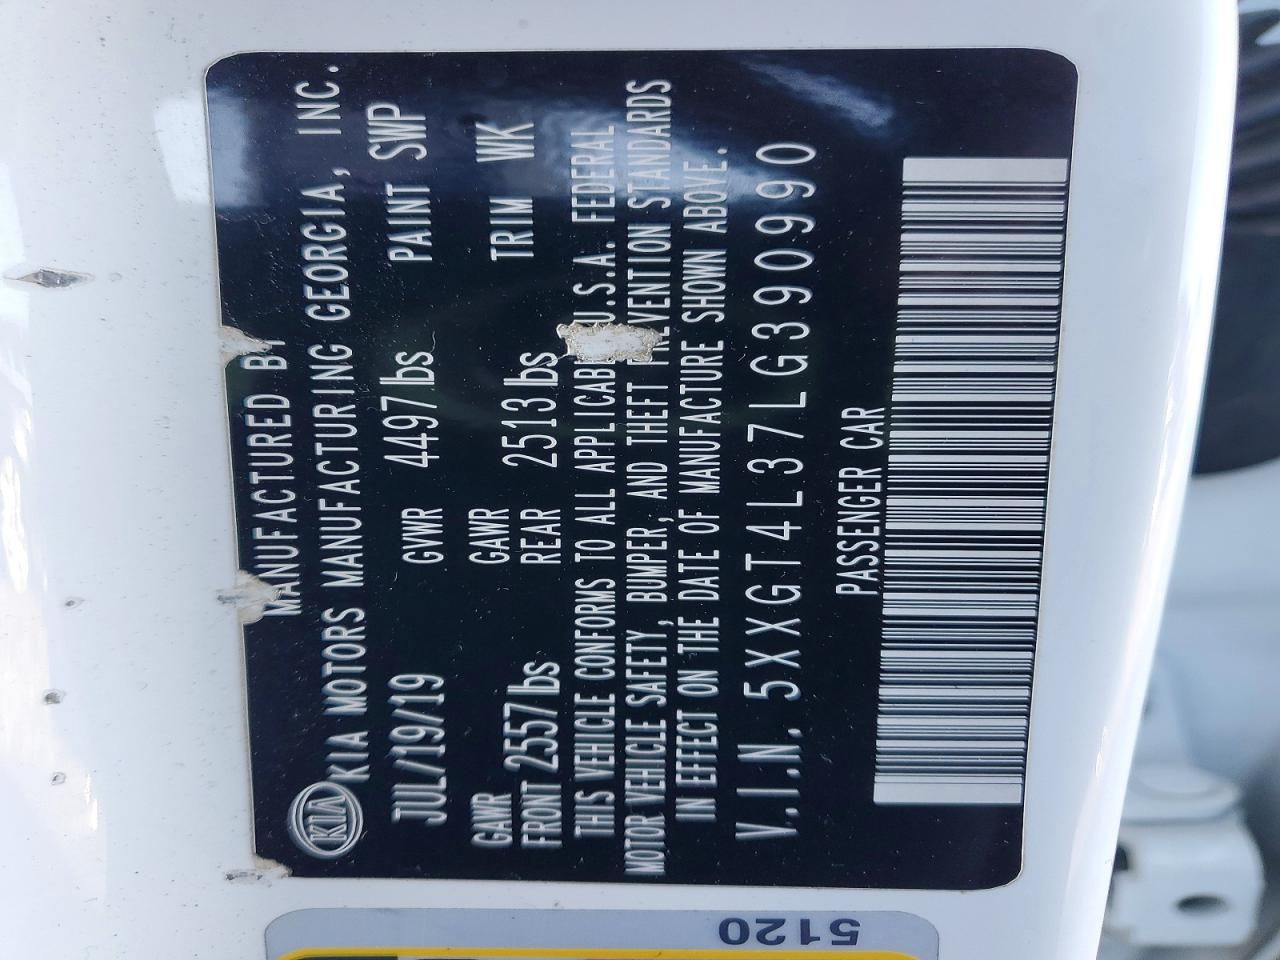 MANUFACTURED BY
KIA KIA MOTORS MANUFACTURING GEORGIA, INC.
JUL/19/19 GVWR 4497 lbs PAINT SWP
GAWR FRONT 2557 lbs GAWR REAR 2513 lbs TRIM WK
THIS VEHICLE CONFORMS TO ALL U.S.A. FEDERAL
MOTOR VEHICLE SAFETY, BUMPER, AND THEFT STANDARDS
IN EFFECT ON THE DATE OF MANUFACTURE SHOWN ABOVE.
V.I.N. 5XXGT4L37LG390990
PASSENGER CAR
5120